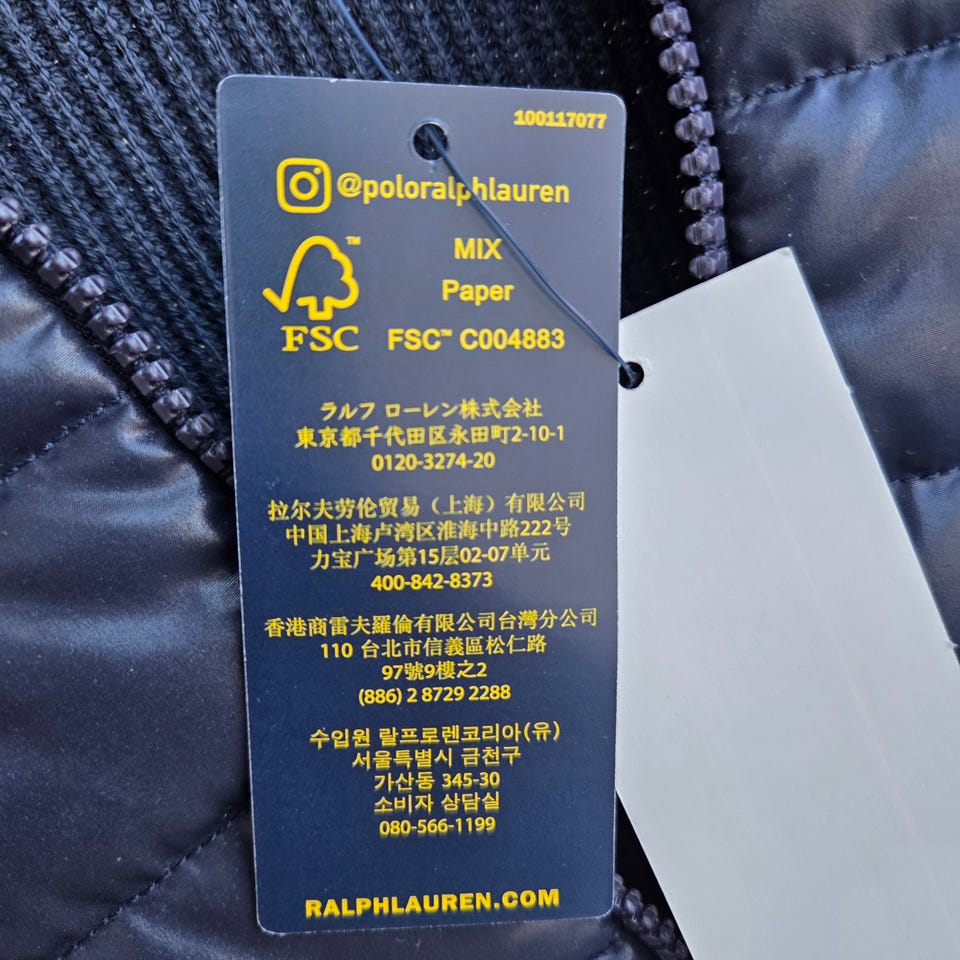 100117077
@poloralphlauren
MIX
Paper
FSC™ C004883
™
FSC
ラルフ ローレン株式会社
東京都千代田区永田町2-10-1
0120-3274-20
拉尔夫劳伦贸易（上海）有限公司
中国上海卢湾区淮海中路222号
力宝广场第15层02-07单元
400-842-8373
香港商雷夫羅倫有限公司台灣分公司
110 台北市信義區松仁路
97號9樓之2
(886) 2 8729 2288
수입원 랄프로렌코리아(유)
서울특별시 금천구
가산동 345-30
소비자 상담실
080-566-1199
RALPHLAUREN.COM